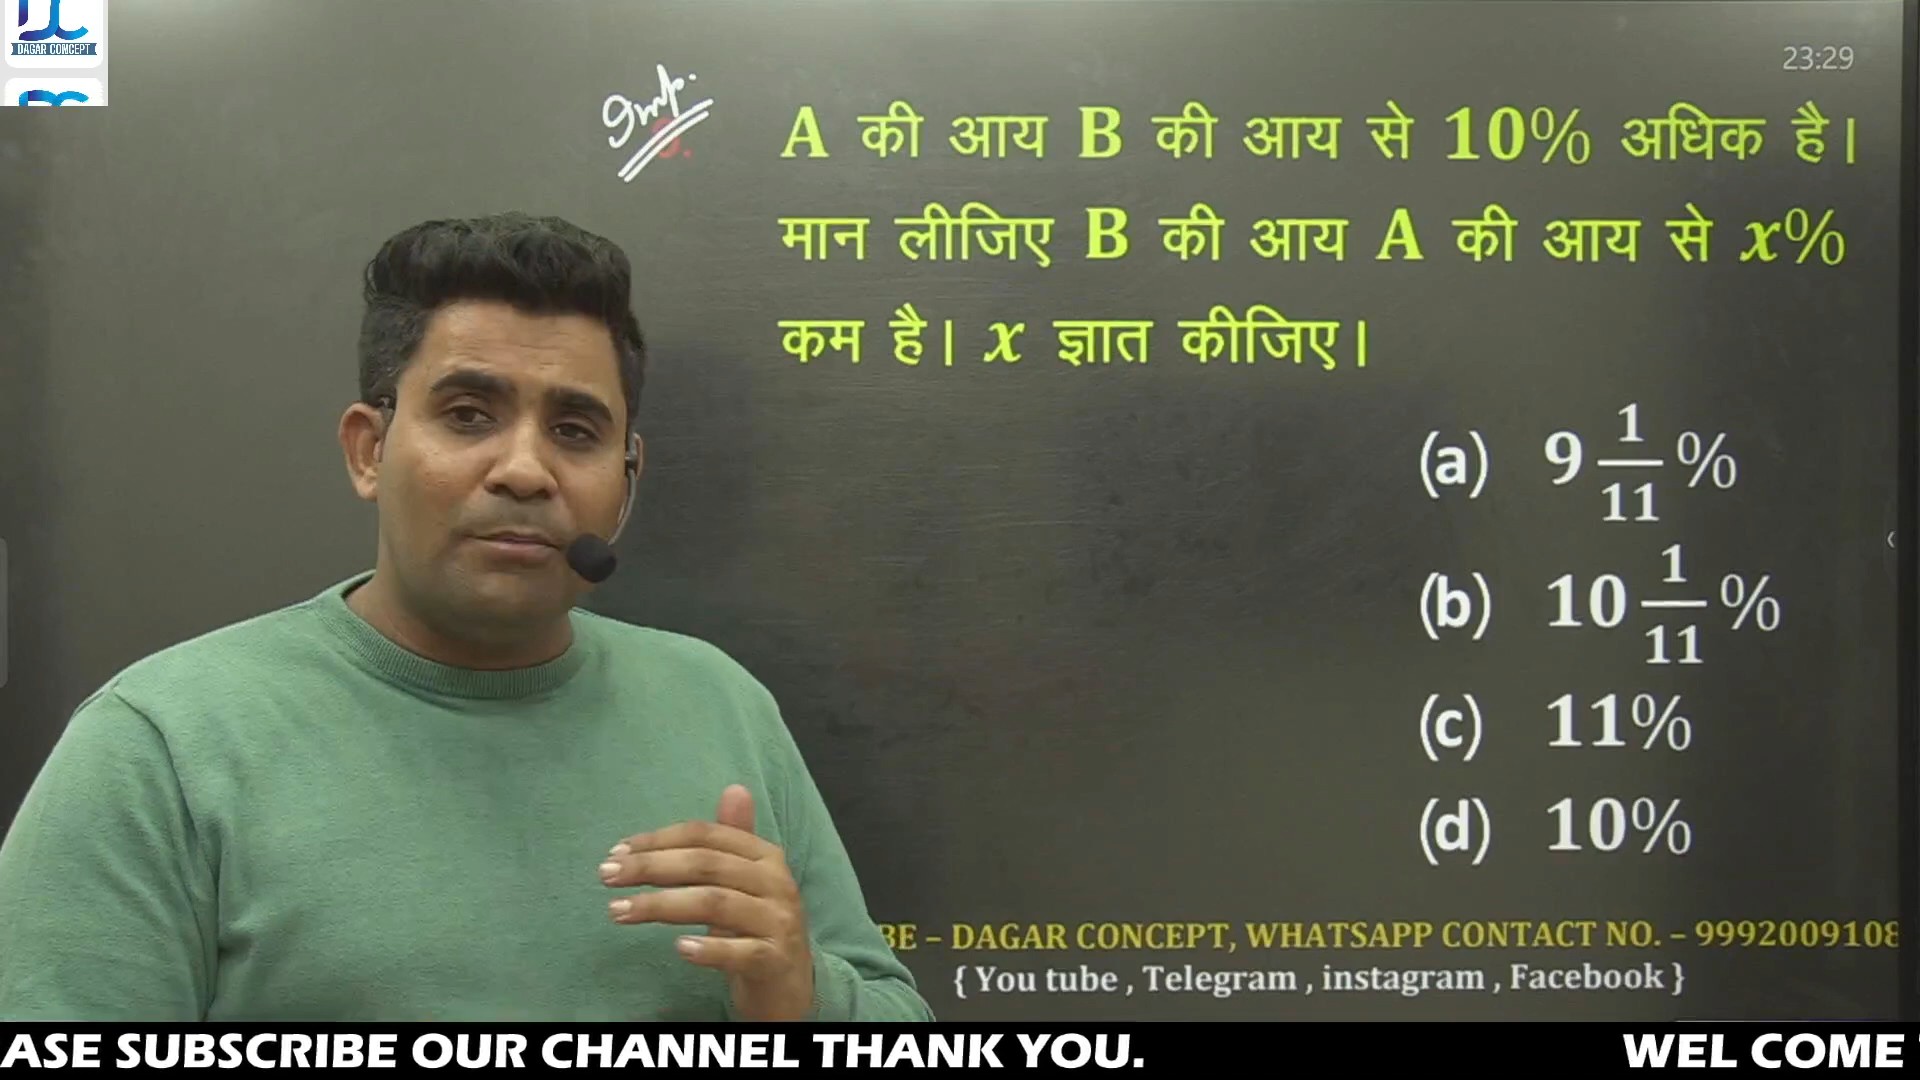 DAGAR CONCEPT
23:29
Imp.
A की आय B की आय से 10% अधिक है।
मान लीजिए B की आय A की आय से x%
कम है। x ज्ञात कीजिए।
(a) 9 1/11 %
(b) 10 1/11 %
(c) 11%
(d) 10%
BE – DAGAR CONCEPT, WHATSAPP CONTACT NO. – 9992009108
{ You tube , Telegram , instagram , Facebook }
ASE SUBSCRIBE OUR CHANNEL THANK YOU. WEL COME